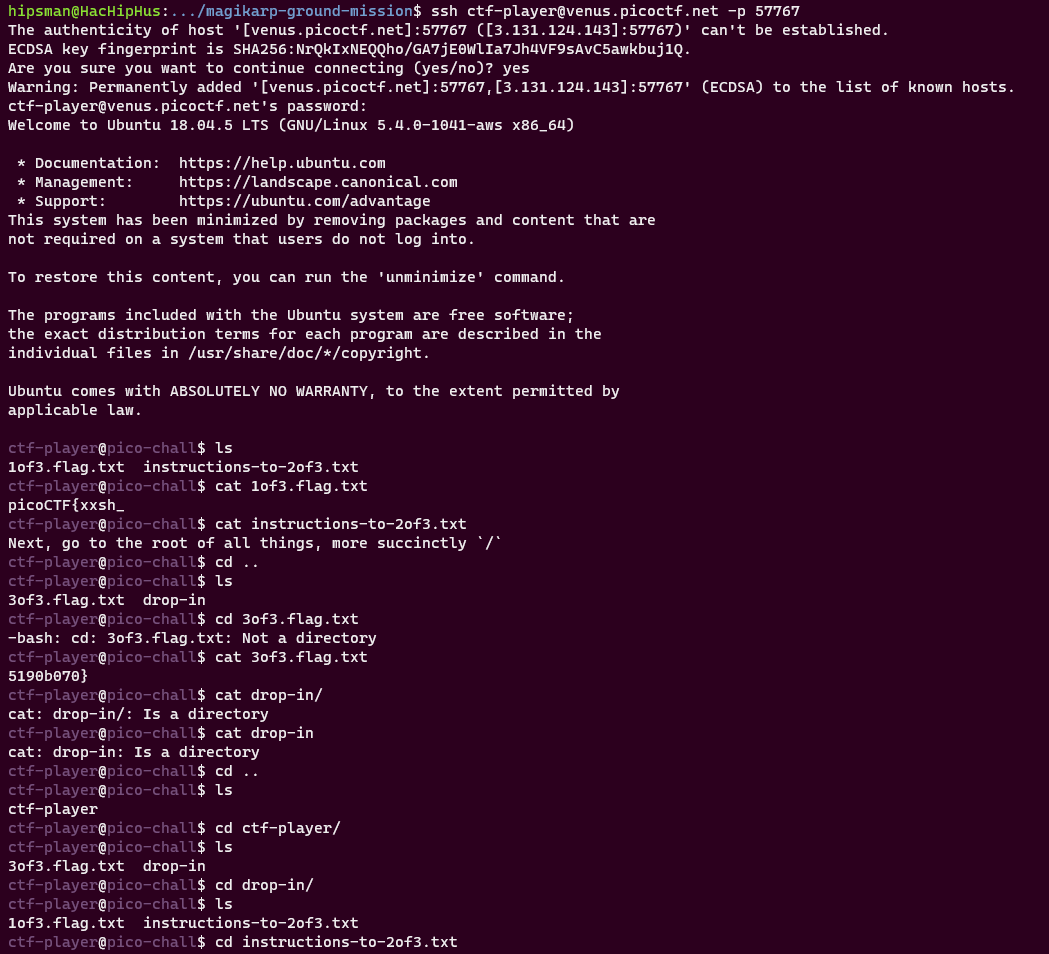 hipsman@HacHipHus:.../magikarp-ground-mission$ ssh ctf-player@venus.picoctf.net -p 57767
The authenticity of host '[venus.picoctf.net]:57767 ([3.131.124.143]:57767)' can't be established.
ECDSA key fingerprint is SHA256:NrQkIxNEQQho/GA7jE0WlIa7Jh4VF9sAvC5awkbuj1Q.
Are you sure you want to continue connecting (yes/no)? yes
Warning: Permanently added '[venus.picoctf.net]:57767,[3.131.124.143]:57767' (ECDSA) to the list of known hosts.
ctf-player@venus.picoctf.net's password:
Welcome to Ubuntu 18.04.5 LTS (GNU/Linux 5.4.0-1041-aws x86_64)

 * Documentation:  https://help.ubuntu.com
 * Management:     https://landscape.canonical.com
 * Support:        https://ubuntu.com/advantage
This system has been minimized by removing packages and content that are
not required on a system that users do not log into.

To restore this content, you can run the 'unminimize' command.

The programs included with the Ubuntu system are free software;
the exact distribution terms for each program are described in the
individual files in /usr/share/doc/*/copyright.

Ubuntu comes with ABSOLUTELY NO WARRANTY, to the extent permitted by
applicable law.

ctf-player@pico-chall$ ls
1of3.flag.txt  instructions-to-2of3.txt
ctf-player@pico-chall$ cat 1of3.flag.txt
picoCTF{xxsh_
ctf-player@pico-chall$ cat instructions-to-2of3.txt
Next, go to the root of all things, more succinctly `/`
ctf-player@pico-chall$ cd ..
ctf-player@pico-chall$ ls
3of3.flag.txt  drop-in
ctf-player@pico-chall$ cd 3of3.flag.txt
-bash: cd: 3of3.flag.txt: Not a directory
ctf-player@pico-chall$ cat 3of3.flag.txt
5190b070}
ctf-player@pico-chall$ cat drop-in/
cat: drop-in/: Is a directory
ctf-player@pico-chall$ cat drop-in
cat: drop-in: Is a directory
ctf-player@pico-chall$ cd ..
ctf-player@pico-chall$ ls
ctf-player
ctf-player@pico-chall$ cd ctf-player/
ctf-player@pico-chall$ ls
3of3.flag.txt  drop-in
ctf-player@pico-chall$ cd drop-in/
ctf-player@pico-chall$ ls
1of3.flag.txt  instructions-to-2of3.txt
ctf-player@pico-chall$ cd instructions-to-2of3.txt